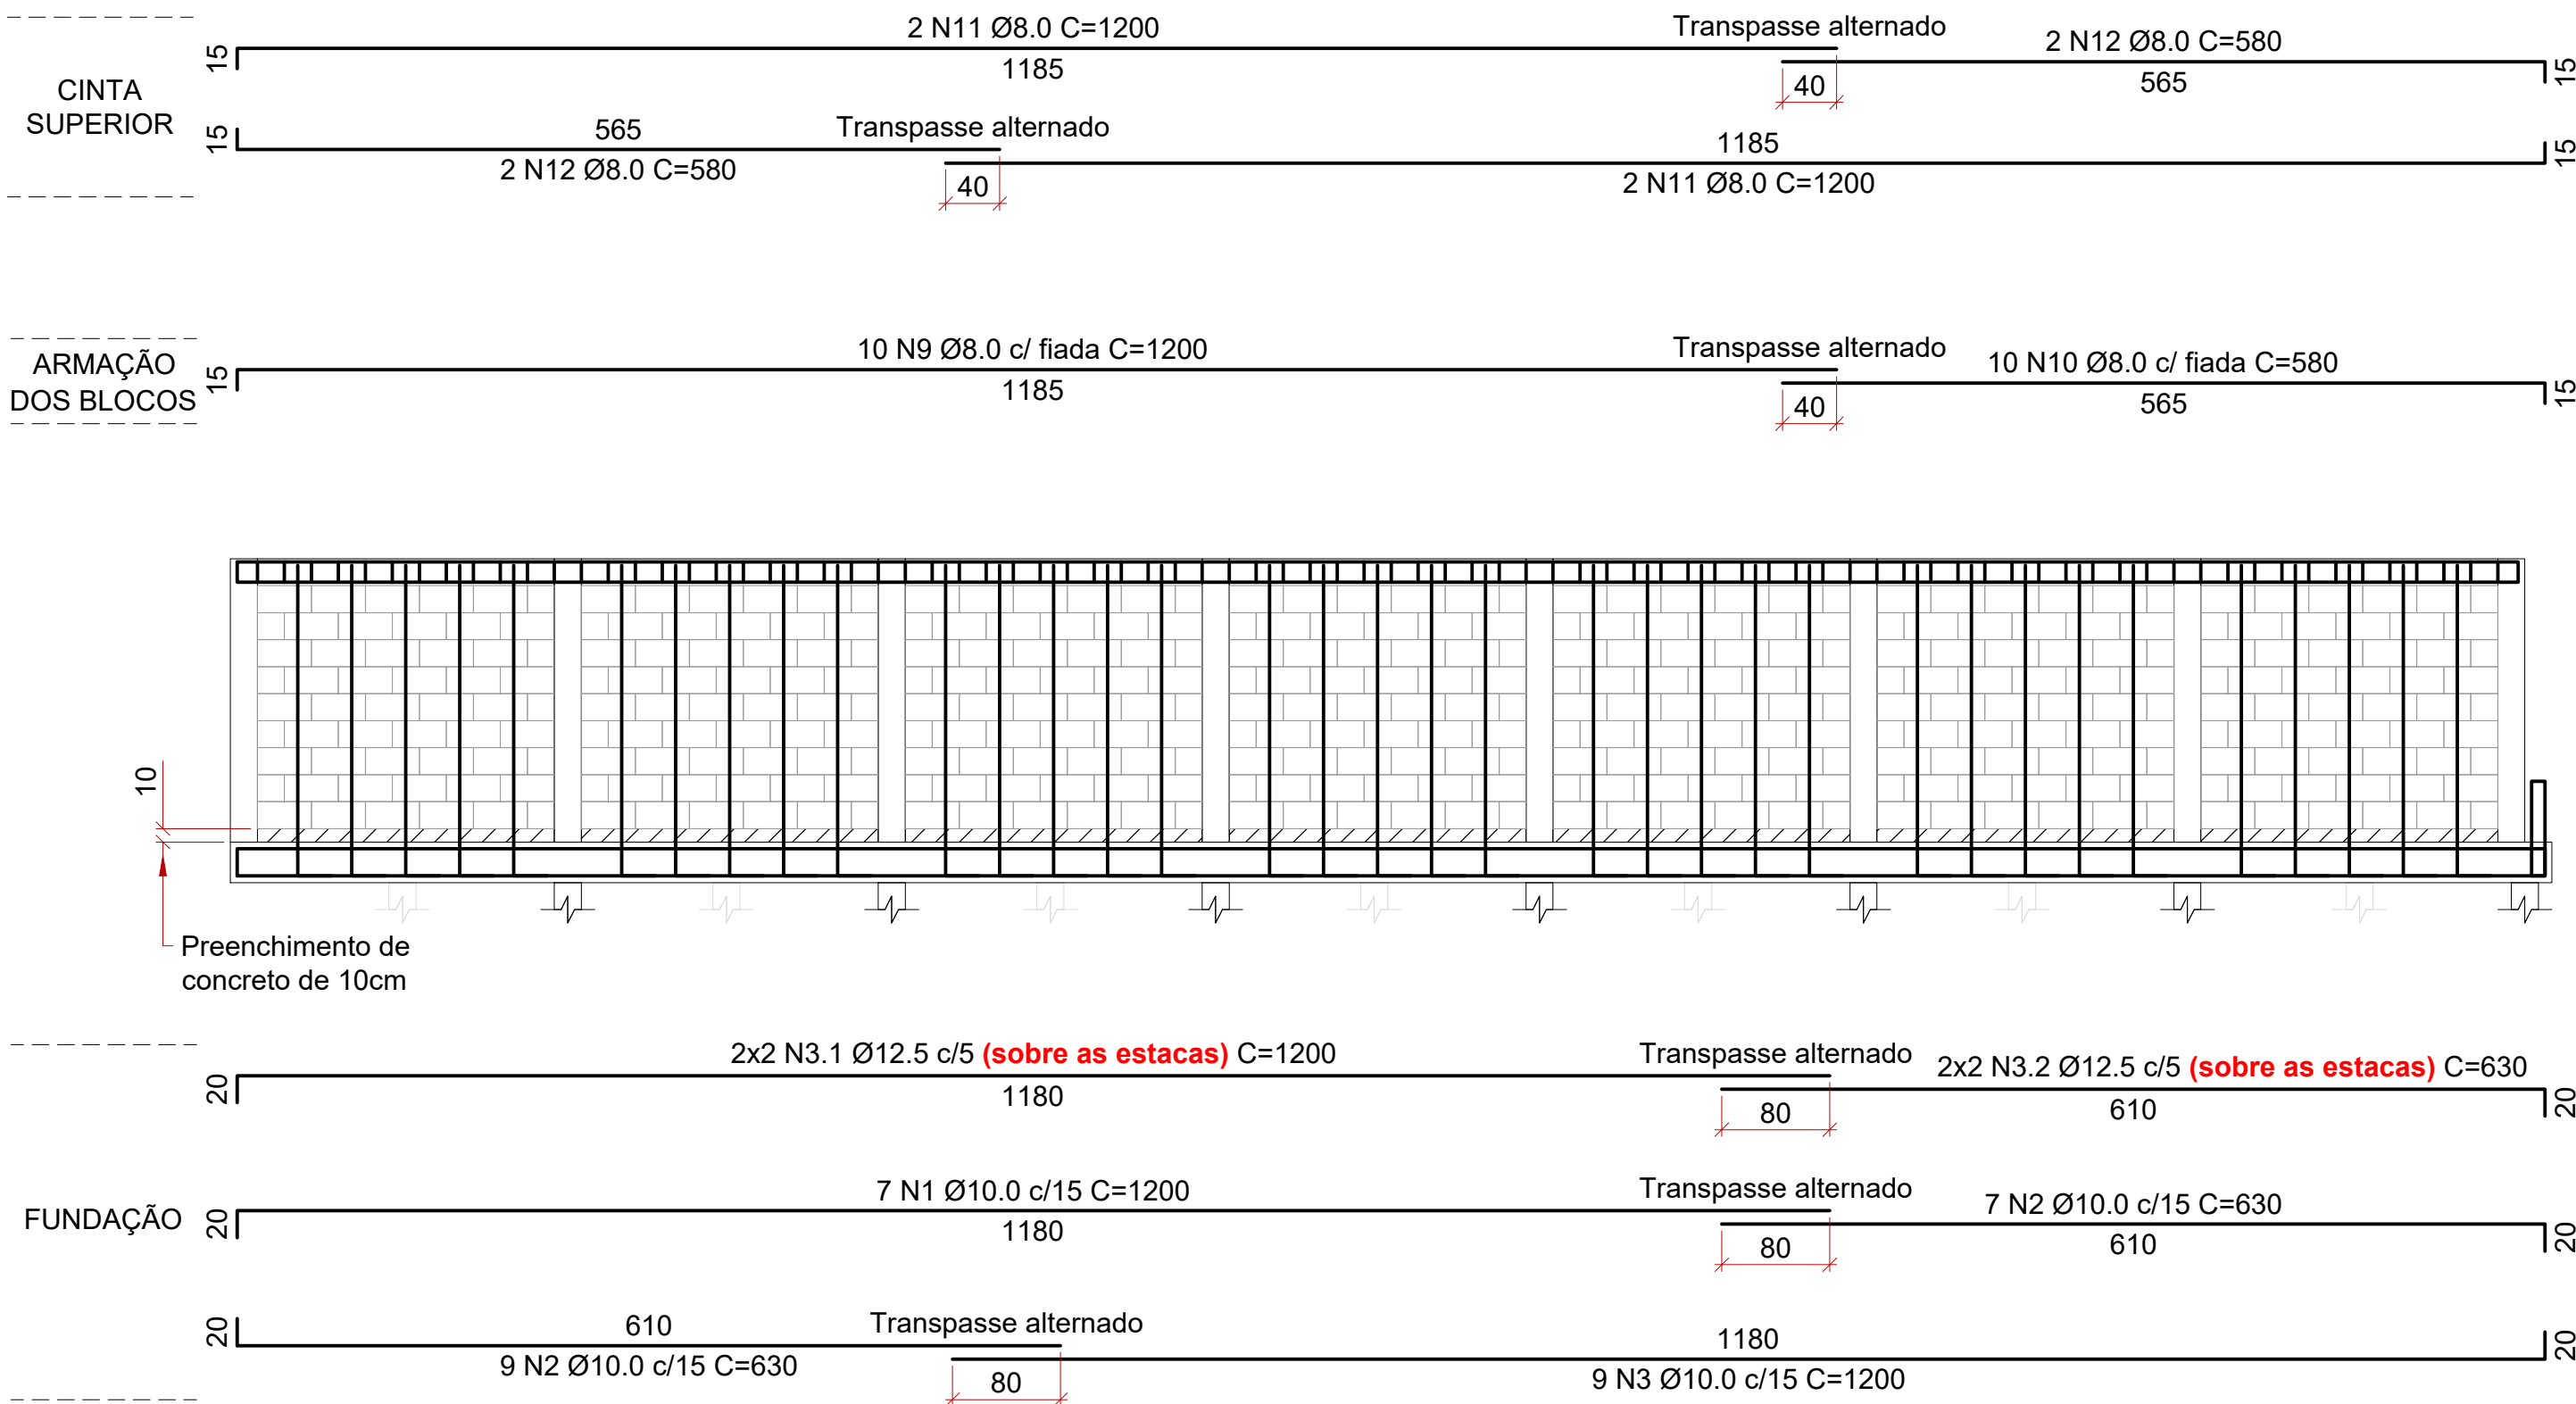 2 N11 Ø8.0 C=1200
Transpasse alternado
2 N12 Ø8.0 C=580
15
1185
40
565
15
CINTA
SUPERIOR
15
565
Transpasse alternado
1185
15
2 N12 Ø8.0 C=580
40
2 N11 Ø8.0 C=1200
ARMAÇÃO
DOS BLOCOS
15
10 N9 Ø8.0 c/ fiada C=1200
Transpasse alternado
10 N10 Ø8.0 c/ fiada C=580
1185
40
565
15
10
Preenchimento de
concreto de 10cm
2x2 N3.1 Ø12.5 c/5 (sobre as estacas) C=1200
Transpasse alternado
2x2 N3.2 Ø12.5 c/5 (sobre as estacas) C=630
20
1180
80
610
20
FUNDAÇÃO
7 N1 Ø10.0 c/15 C=1200
Transpasse alternado
7 N2 Ø10.0 c/15 C=630
20
1180
80
610
20
20
610
Transpasse alternado
1180
20
9 N2 Ø10.0 c/15 C=630
80
9 N3 Ø10.0 c/15 C=1200